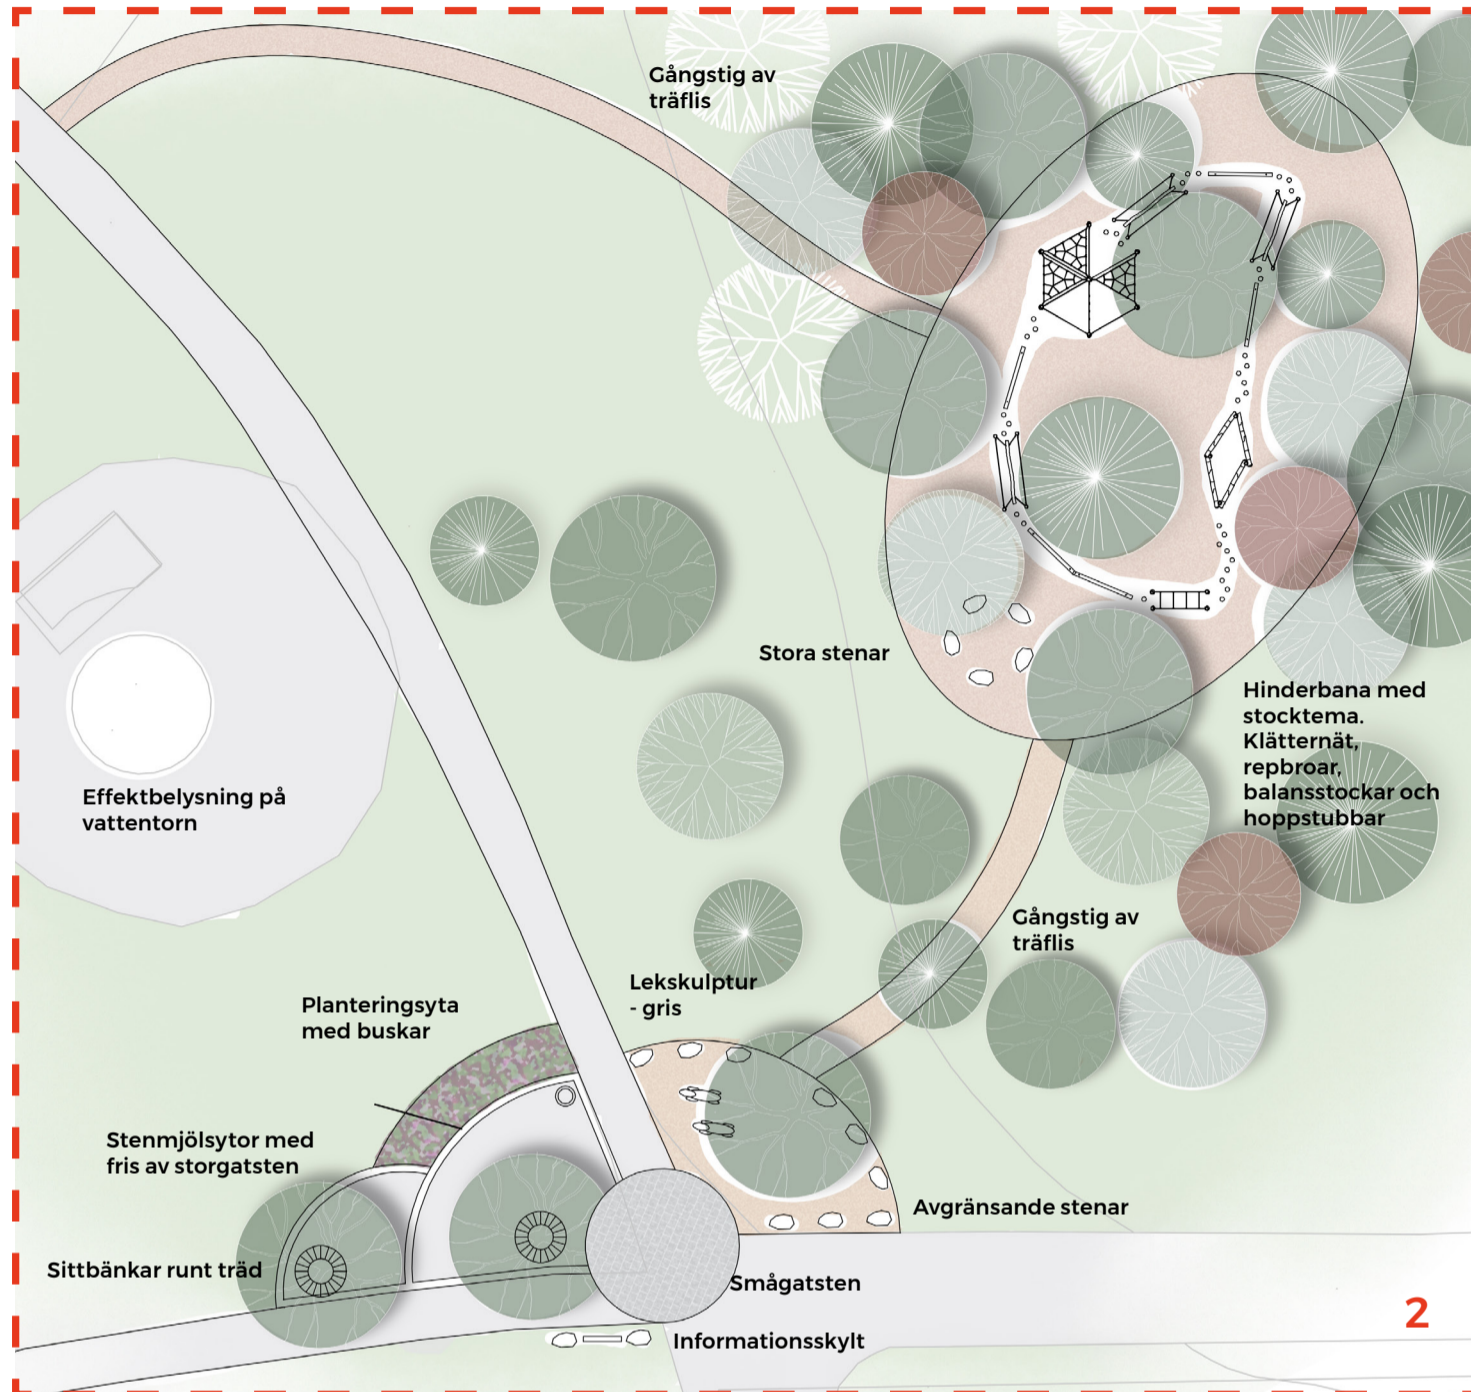 Gångstig av
träflis
Stora stenar
Hinderbana med
stocktema.
Klätternät,
repbroar,
balansstockar och
hoppstubbar
Effektbelysning på
vattentorn
Gångstig av
träflis
Lekskulptur
- gris
Planteringsyta
med buskar
Stenmjölsytor med
fris av storgatsten
Avgränsande stenar
Sittbänkar runt träd
Smågatsten
2
Informationsskylt